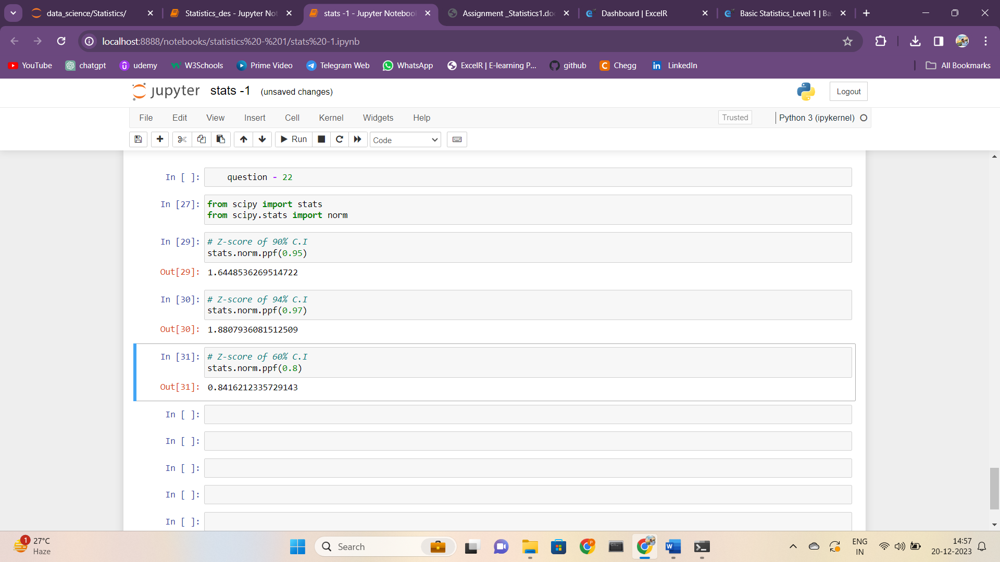 data_science/Statistics/
Statistics_des - Jupyter Not
stats -1 - Jupyter Notebool
Assignment _Statistics1.do
Dashboard | ExcelR
Basic Statistics_Level 1 | Ba
localhost:8888/notebooks/statistics%20-%201/stats%20-1.ipynb
YouTube
chatgpt
udemy
W3Schools
Prime Video
Telegram Web
WhatsApp
ExcelR | E-learning P...
github
Chegg
LinkedIn
All Bookmarks
jupyter stats -1 (unsaved changes)
Logout
File Edit View Insert Cell Kernel Widgets Help
Trusted
Python 3 (ipykernel)
Run
Code
In [ ]: question - 22
In [27]: from scipy import stats
from scipy.stats import norm
In [29]: # Z-score of 90% C.I
stats.norm.ppf(0.95)
Out[29]: 1.6448536269514722
In [30]: # Z-score of 94% C.I
stats.norm.ppf(0.97)
Out[30]: 1.8807936081512509
In [31]: # Z-score of 60% C.I
stats.norm.ppf(0.8)
Out[31]: 0.8416212335729143
In [ ]:
In [ ]:
In [ ]:
In [ ]:
In [ ]:
1
27°C
Haze
Search
ENG
IN
14:57
20-12-2023